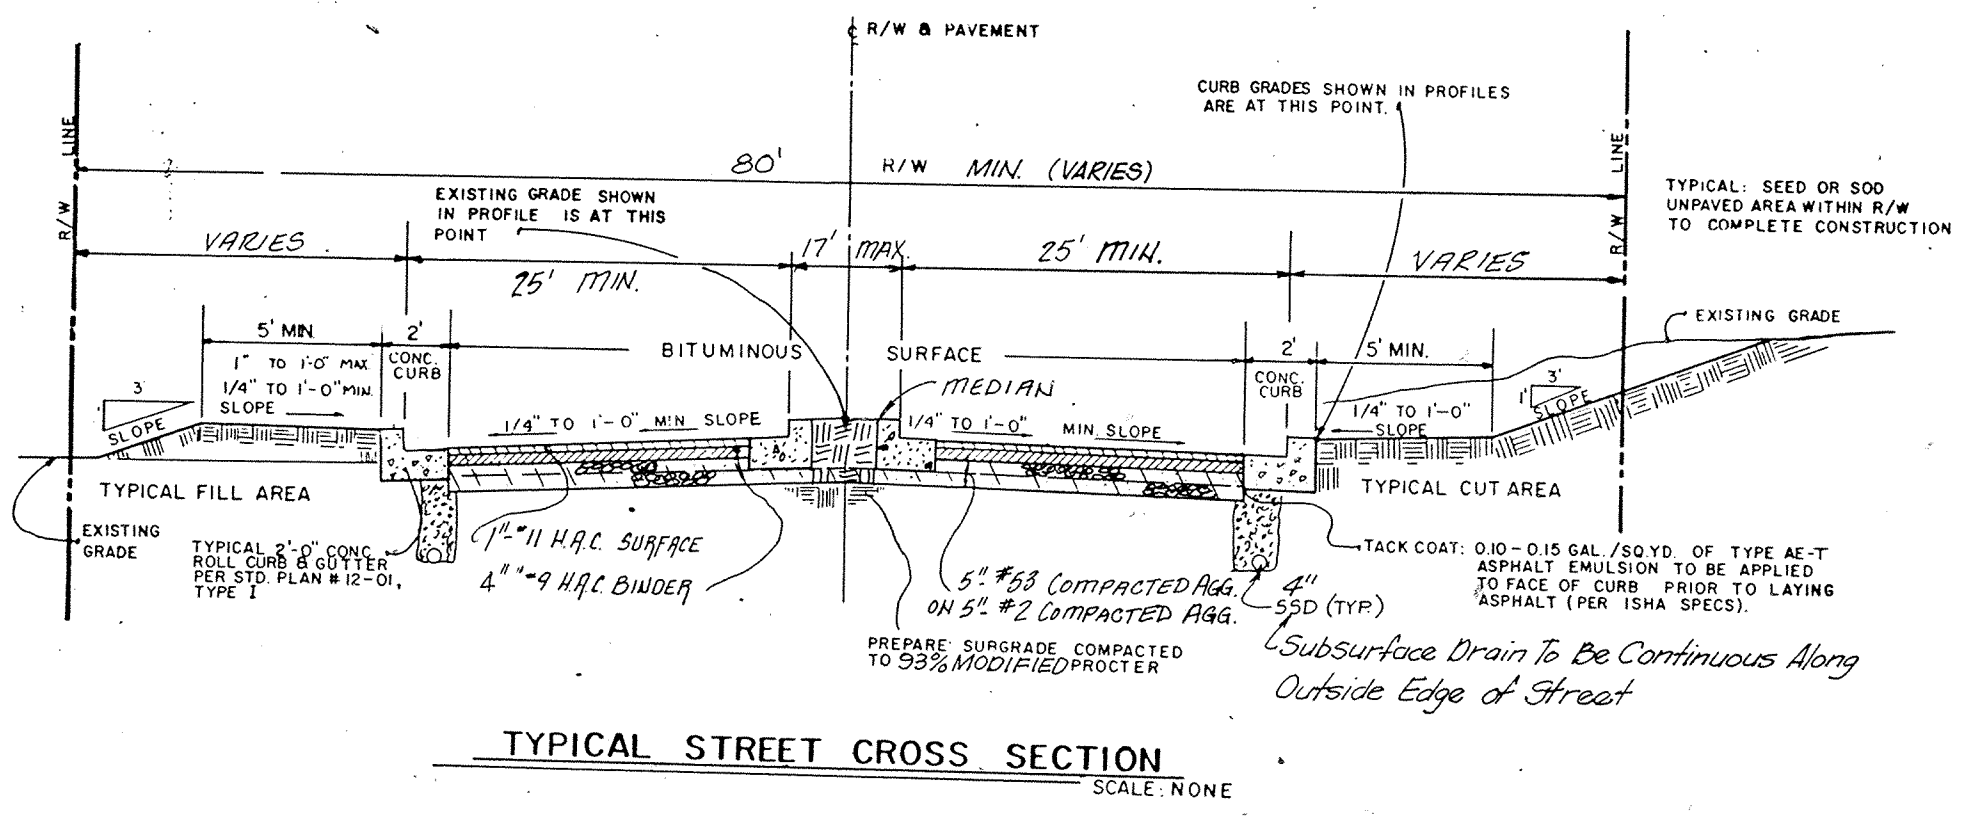 ℄ R/W & PAVEMENT
CURB GRADES SHOWN IN PROFILES
ARE AT THIS POINT.
R/W LINE
80' R/W MIN. (VARIES)
R/W LINE
EXISTING GRADE SHOWN
IN PROFILE IS AT THIS
POINT
TYPICAL: SEED OR SOD
UNPAVED AREA WITHIN R/W
TO COMPLETE CONSTRUCTION
VARIES
25' MIN.
17' MAX.
25' MIN.
VARIES
EXISTING GRADE
5' MIN.
2'
CONC.
CURB
BITUMINOUS SURFACE
2'
CONC.
CURB
5' MIN.
1" TO 1'-0" MAX.
1/4" TO 1'-0" MIN.
SLOPE
3'
1'
SLOPE
1/4" TO 1'-0" MIN. SLOPE
MEDIAN
1/4" TO 1'-0" MIN. SLOPE
1/4" TO 1'-0"
SLOPE
3'
1'
SLOPE
TYPICAL FILL AREA
TYPICAL CUT AREA
EXISTING
GRADE
TYPICAL 2'-0" CONC.
ROLL CURB & GUTTER
PER STD. PLAN # 12-01,
TYPE I
1"-#11 H.A.C. SURFACE
4" "#9 H.A.C. BINDER
5"- #53 COMPACTED AGG.
ON 5"- #2 COMPACTED AGG.
4"
SSD (TYP.)
TACK COAT: 0.10-0.15 GAL./SQ.YD. OF TYPE AE-T
ASPHALT EMULSION TO BE APPLIED
TO FACE OF CURB PRIOR TO LAYING
ASPHALT (PER ISHA SPECS).
PREPARE SURGRADE COMPACTED
TO 93% MODIFIED PROCTER
Subsurface Drain To Be Continuous Along
Outside Edge of Street
TYPICAL STREET CROSS SECTION
SCALE: NONE